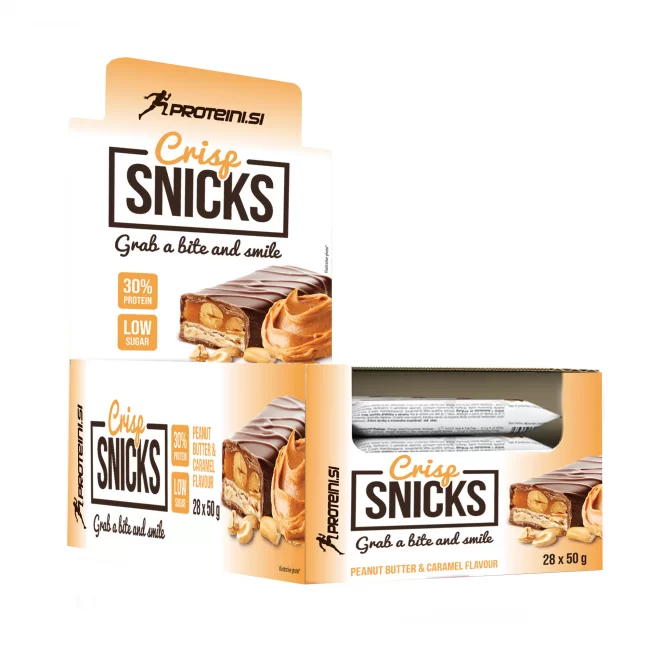 PROTEINI.SI
Crisp
SNICKS
Grab a bite and smile
30%
PROTEIN
LOW
SUGAR
PROTEINI.SI
Crisp
SNICKS
Grab a bite and smile
30%
PROTEIN
LOW
SUGAR
PEANUT
BUTTER &
CARAMEL
FLAVOUR
28 x 50 g
PROTEINI.SI
Crisp
SNICKS
Grab a bite and smile
PEANUT BUTTER & CARAMEL FLAVOUR
28 x 50 g